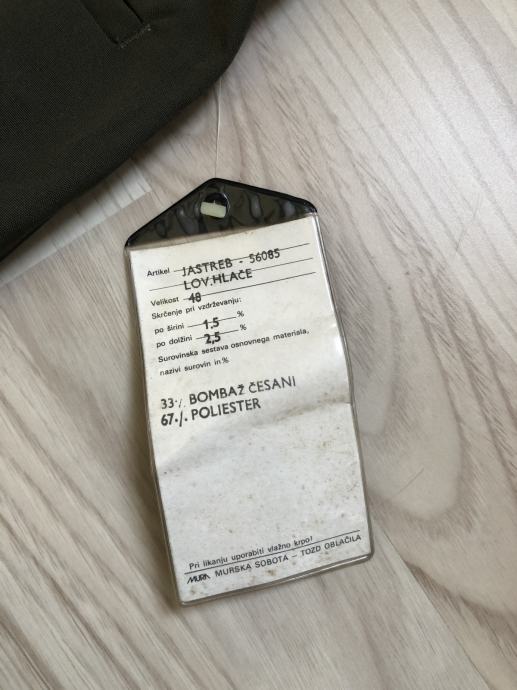 Artikel JASTREB - 56085
LOV.HLAČE
Velikost 48
Skrčenje pri vzdrževanju:
po širini 1,5 %
po dolžini 2,5 %
Surovinska sestava osnovnega materiala,
nazivi surovin in %
33·/. BOMBAŽ ČESANI
67·/. POLIESTER
Pri likanju uporabiti vlažno krpo!
MURA MURSKA SOBOTA — TOZD OBLAČILA